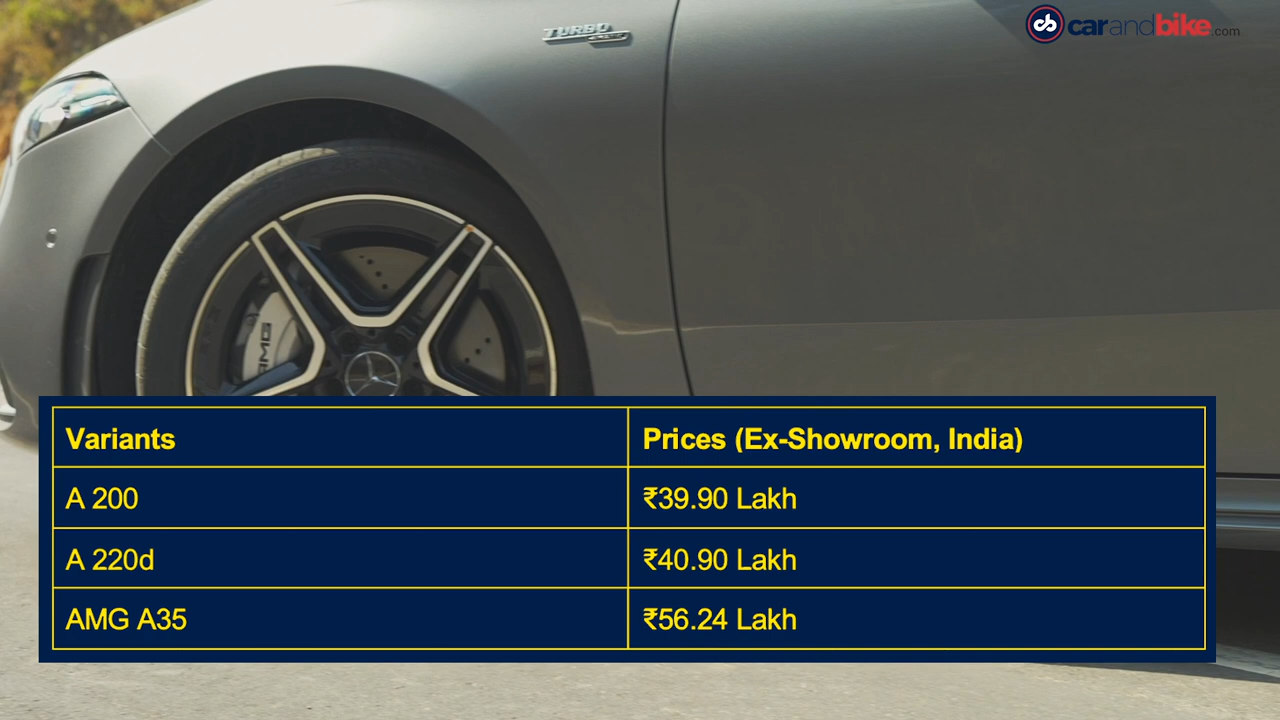 TURBO
carandbike.com
AMG
Variants
Prices (Ex-Showroom, India)
A 200
₹39.90 Lakh
A 220d
₹40.90 Lakh
AMG A35
₹56.24 Lakh